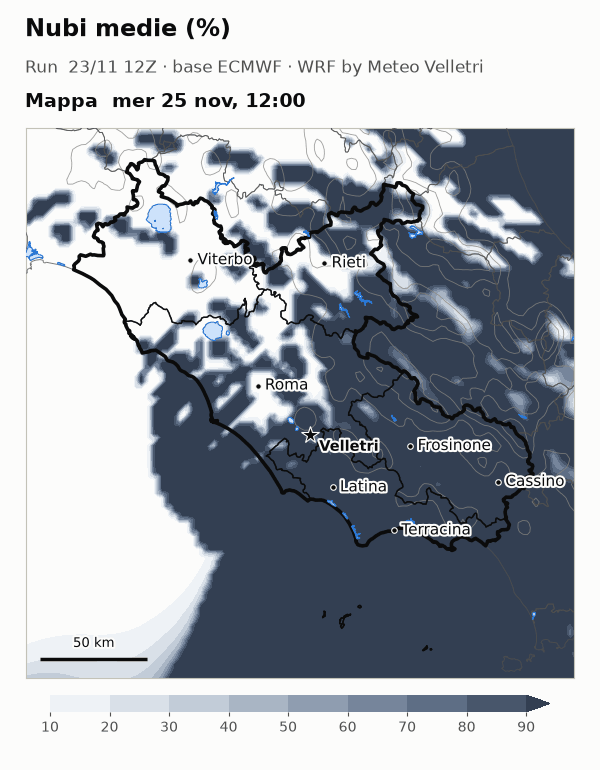 Nubi medie (%)
Run  23/11 12Z · base ECMWF · WRF by Meteo Velletri
Mappa  mer 25 nov, 12:00
Viterbo
Rieti
Roma
Velletri
Frosinone
Cassino
Latina
Terracina
50 km
10 20 30 40 50 60 70 80 90